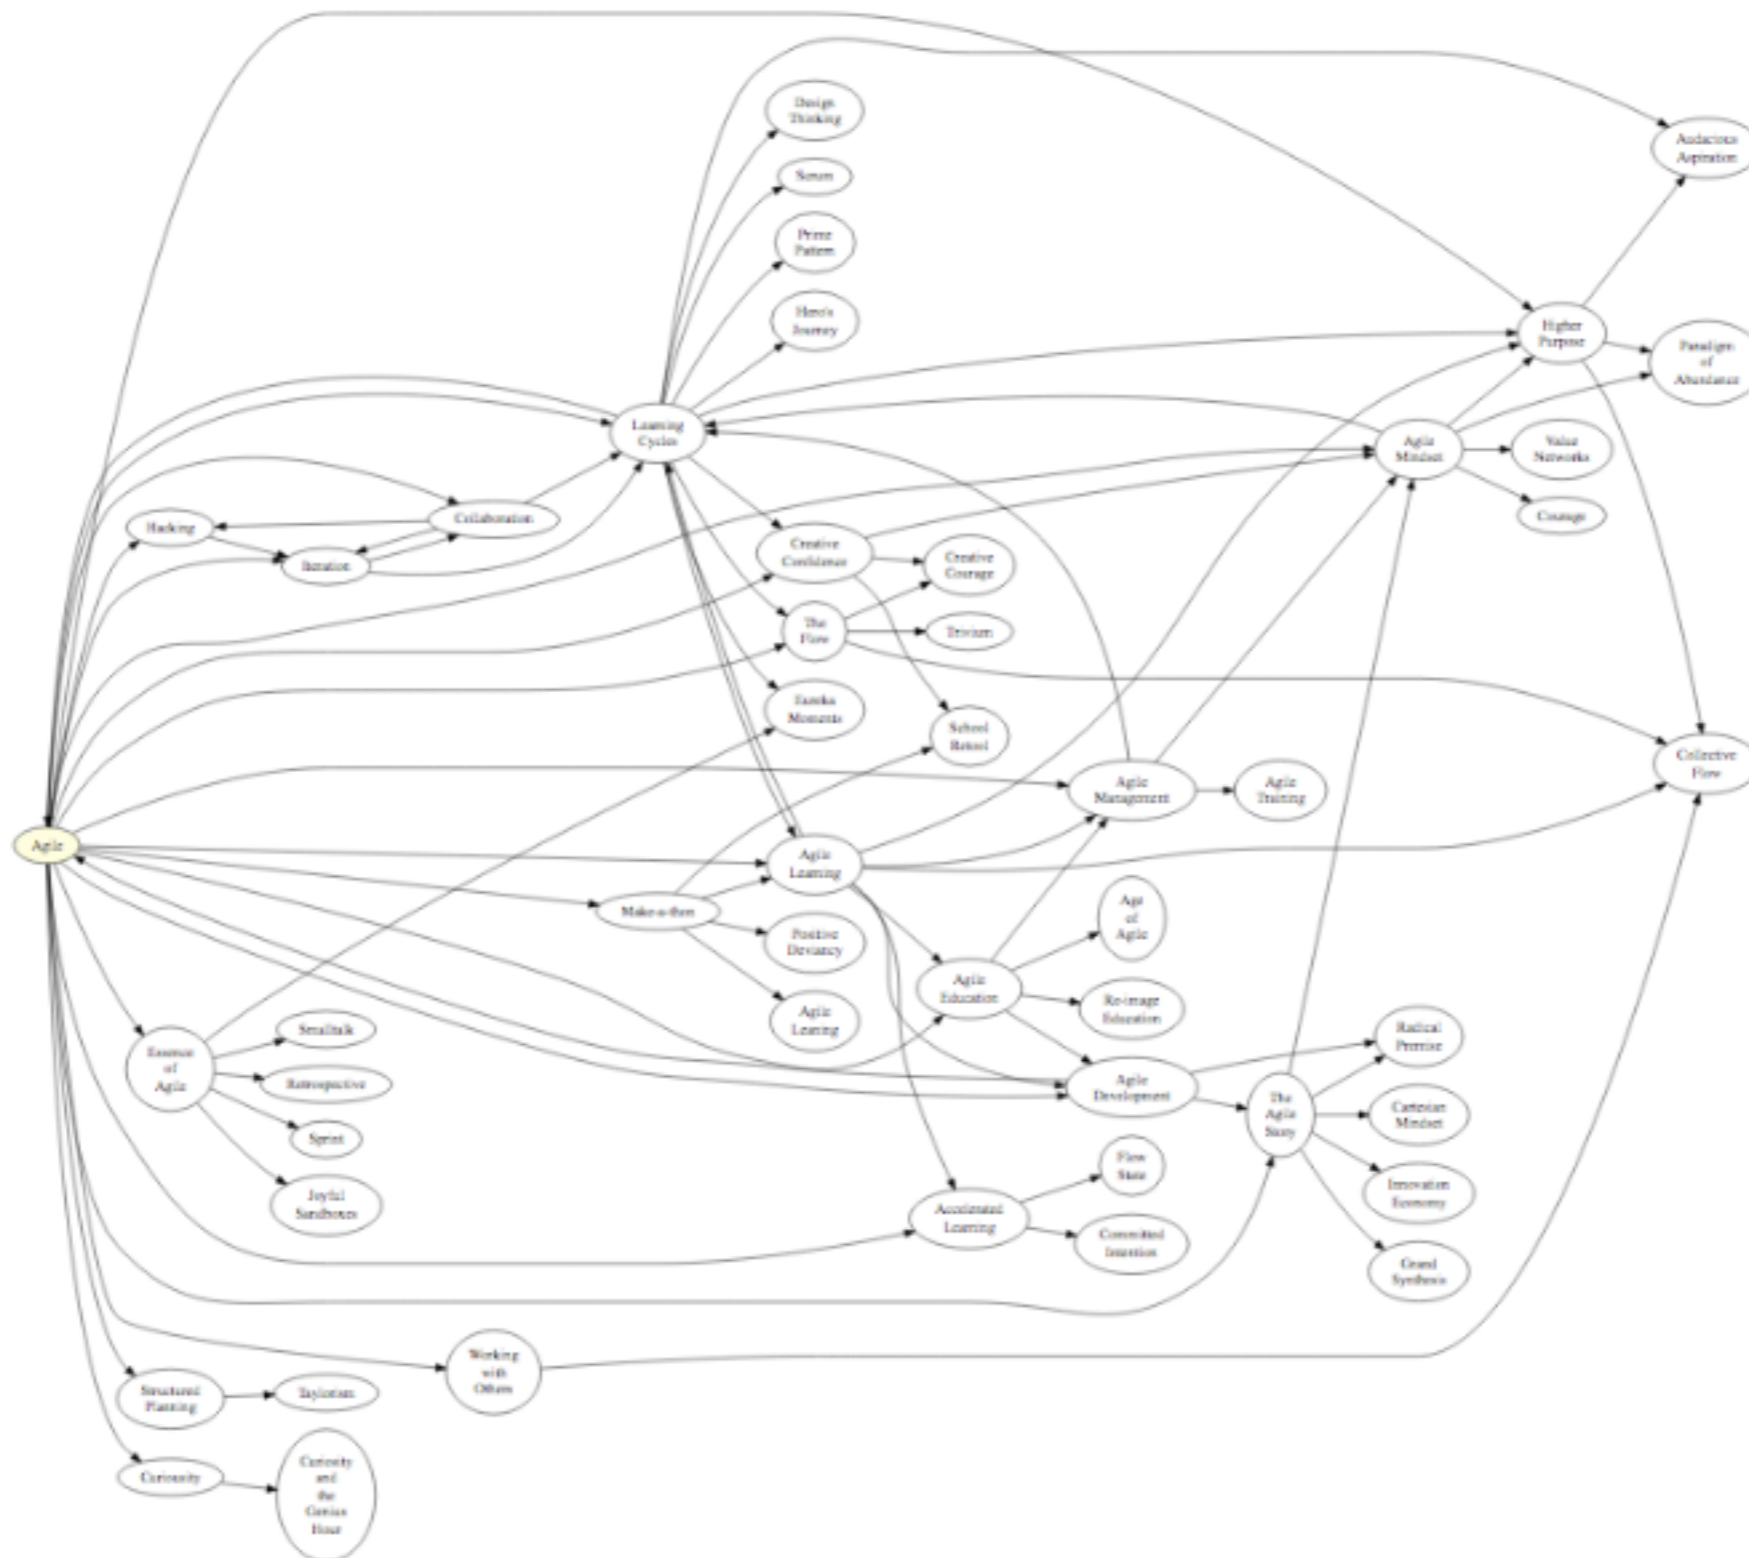 Design
Thinking
Scrum
Prime
Pattern
Hero's
Journey
Audacious
Aspiration
Higher
Purpose
Paradigm
of
Abundance
Learning
Cycles
Agile
Mindset
Value
Networks
Courage
Hacking
Collaboration
Iteration
Creative
Confidence
Creative
Courage
The
Flow
Trivium
Eureka
Moments
School
Retool
Collective
Flow
Agile
Management
Agile
Training
Agile
Agile
Learning
Make-a-thon
Positive
Deviancy
Agile
Learing
Age
of
Agile
Agile
Education
Re-image
Education
Essence
of
Agile
Smalltalk
Retrospective
Sprint
Joyful
Sandboxes
Agile
Development
The
Agile
Story
Radical
Premise
Cartesian
Mindset
Innovation
Economy
Grand
Synthesis
Flow
State
Accelerated
Learning
Committed
Intention
Working
with
Others
Structured
Planning
Taylorism
Curiousity
Curiosity
and
the
Genius
Hour